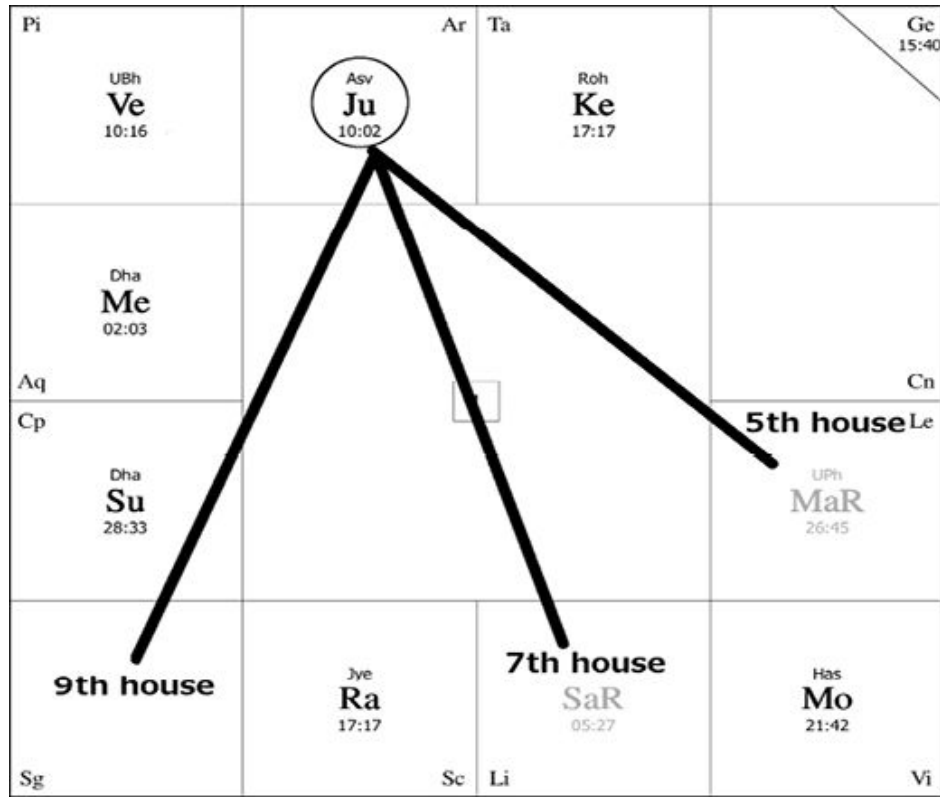 Pi
Ar
Ta
Ge
15:40
UBh
Ve
10:16
Asv
Ju
10:02
Roh
Ke
17:17
Dha
Me
02:03
Aq
Cn
Cp
5th house
Le
Dha
Su
28:33
UPh
MaR
26:45
9th house
Jye
Ra
17:17
7th house
SaR
05:27
Has
Mo
21:42
Sg
Sc
Li
Vi